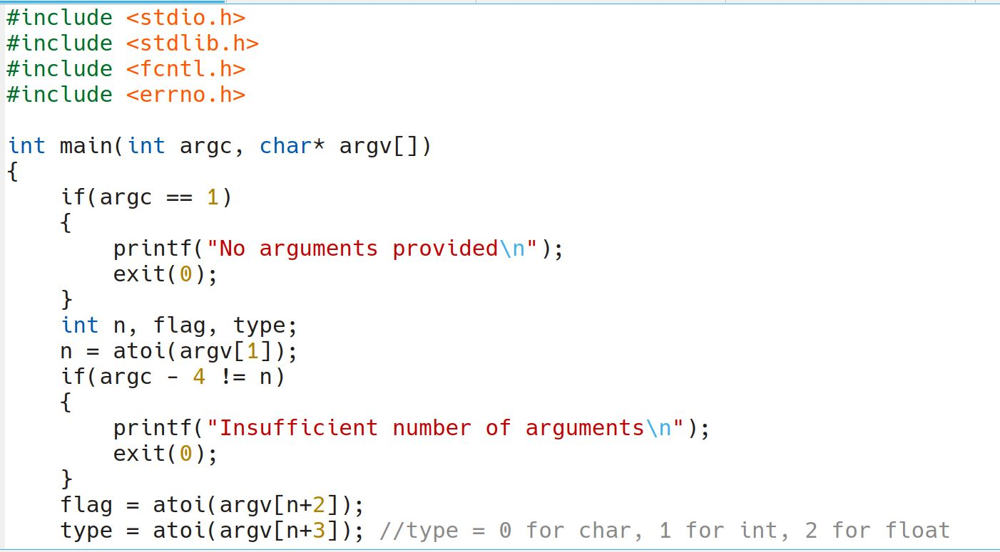 #include <stdio.h>
#include <stdlib.h>
#include <fcntl.h>
#include <errno.h>

int main(int argc, char* argv[])
{
    if(argc == 1)
    {
        printf("No arguments provided\n");
        exit(0);
    }
    int n, flag, type;
    n = atoi(argv[1]);
    if(argc - 4 != n)
    {
        printf("Insufficient number of arguments\n");
        exit(0);
    }
    flag = atoi(argv[n+2]);
    type = atoi(argv[n+3]); //type = 0 for char, 1 for int, 2 for float